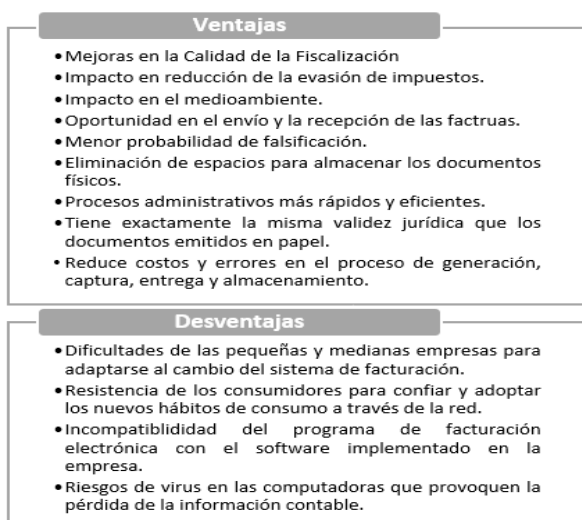 Ventajas
•Mejoras en la Calidad de la Fiscalización
•Impacto en reducción de la evasión de impuestos.
•Impacto en el medioambiente.
•Oportunidad en el envío y la recepción de las factruas.
•Menor probabilidad de falsificación.
•Eliminación de espacios para almacenar los documentos
físicos.
•Procesos administrativos más rápidos y eficientes.
•Tiene exactamente la misma validez jurídica que los
documentos emitidos en papel.
• Reduce costos y errores en el proceso de generación,
captura, entrega y almacenamiento.
Desventajas
•Dificultades de las pequeñas y medianas empresas para
adaptarse al cambio del sistema de facturación.
•Resistencia de los consumidores para confiar y adoptar
los nuevos hábitos de consumo a través de la red.
•Incompatiblididad del programa de facturación
electrónica con el software implementado en la
empresa.
•Riesgos de virus en las computadoras que provoquen la
pérdida de la información contable.